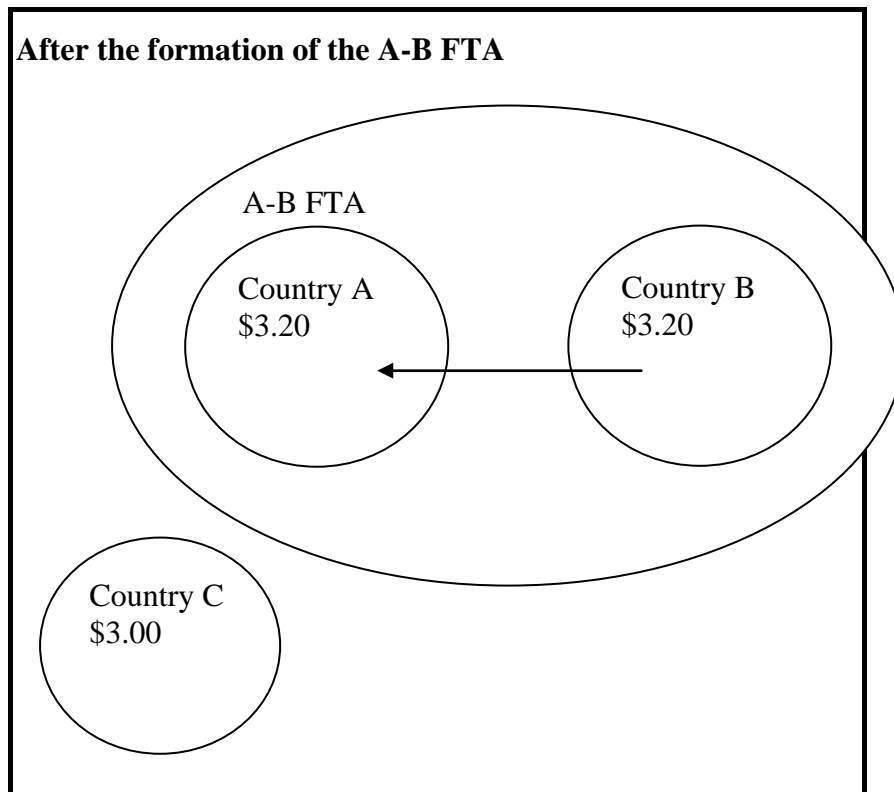 After the formation of the A-B FTA
A-B FTA
Country A
$3.20
Country B
$3.20
Country C
$3.00